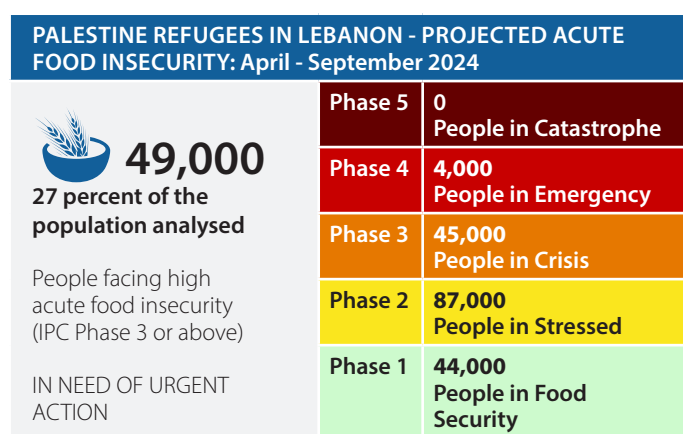 PALESTINE REFUGEES IN LEBANON - PROJECTED ACUTE
FOOD INSECURITY: April - September 2024
49,000
27 percent of the
population analysed
People facing high
acute food insecurity
(IPC Phase 3 or above)
IN NEED OF URGENT
ACTION
Phase 5
0
People in Catastrophe
Phase 4
4,000
People in Emergency
Phase 3
45,000
People in Crisis
Phase 2
87,000
People in Stressed
Phase 1
44,000
People in Food
Security